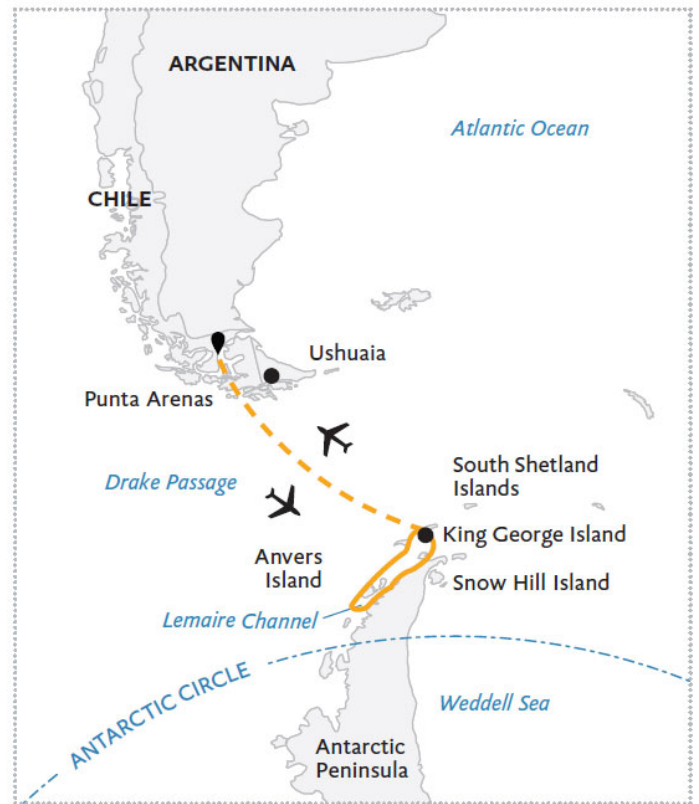 ARGENTINA
Atlantic Ocean
CHILE
Ushuaia
Punta Arenas
Drake Passage
South Shetland
Islands
King George Island
Anvers
Island
Snow Hill Island
Lemaire Channel
ANTARCTIC CIRCLE
Weddell Sea
Antarctic
Peninsula